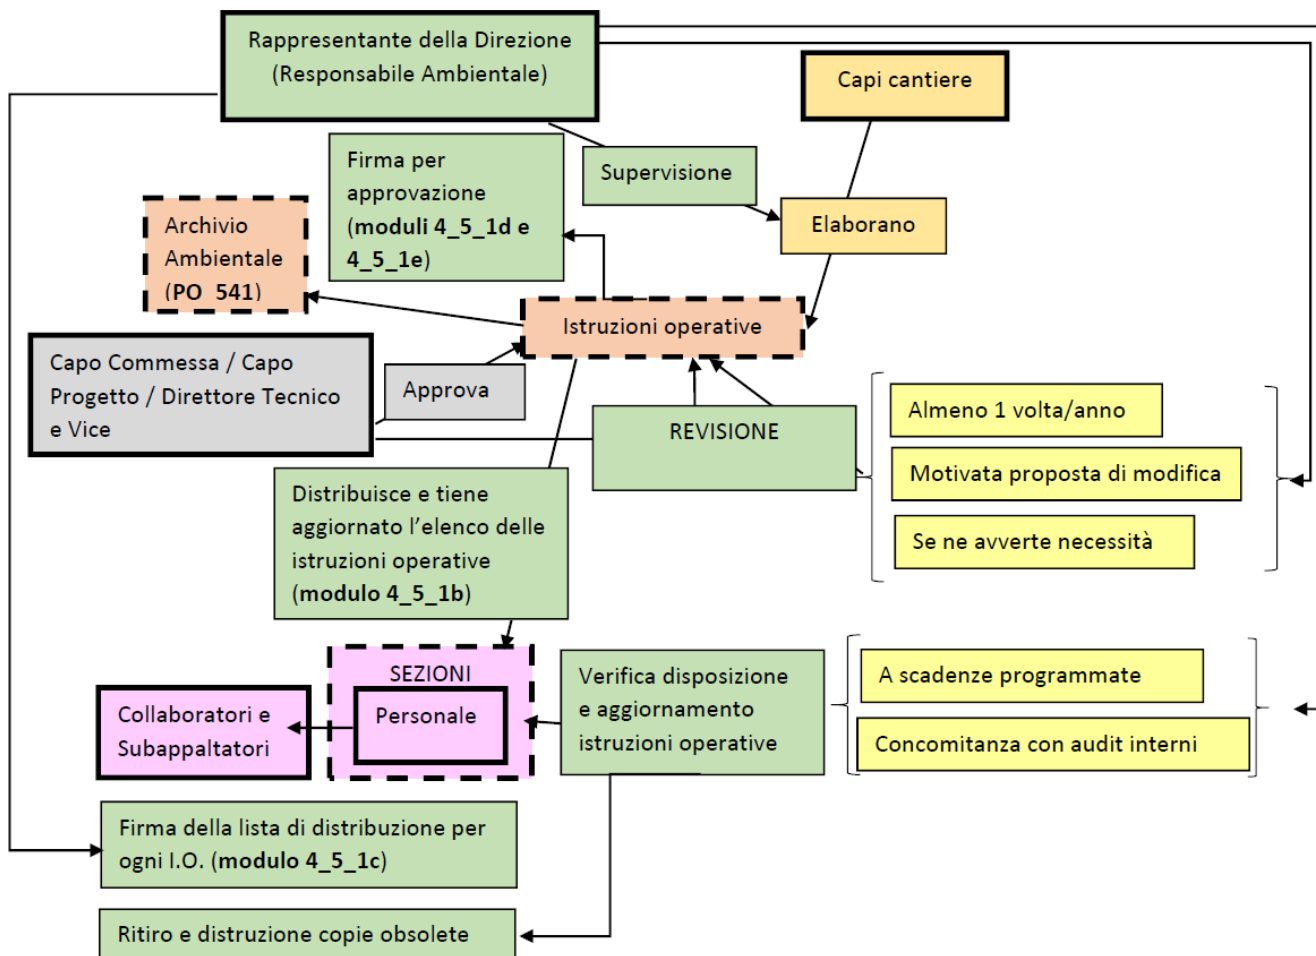 Rappresentante della Direzione
(Responsabile Ambientale)
Capi cantiere
Firma per
approvazione
(moduli 4_5_1d e
4_5_1e)
Supervisione
Elaborano
Archivio
Ambientale
(PO_541)
Istruzioni operative
Capo Commessa / Capo
Progetto / Direttore Tecnico
e Vice
Approva
REVISIONE
Almeno 1 volta/anno
Motivata proposta di modifica
Se ne avverte necessità
Distribuisce e tiene
aggiornato l’elenco delle
istruzioni operative
(modulo 4_5_1b)
SEZIONI
Personale
Collaboratori e
Subappaltatori
Verifica disposizione
e aggiornamento
istruzioni operative
A scadenze programmate
Concomitanza con audit interni
Firma della lista di distribuzione per
ogni I.O. (modulo 4_5_1c)
Ritiro e distruzione copie obsolete